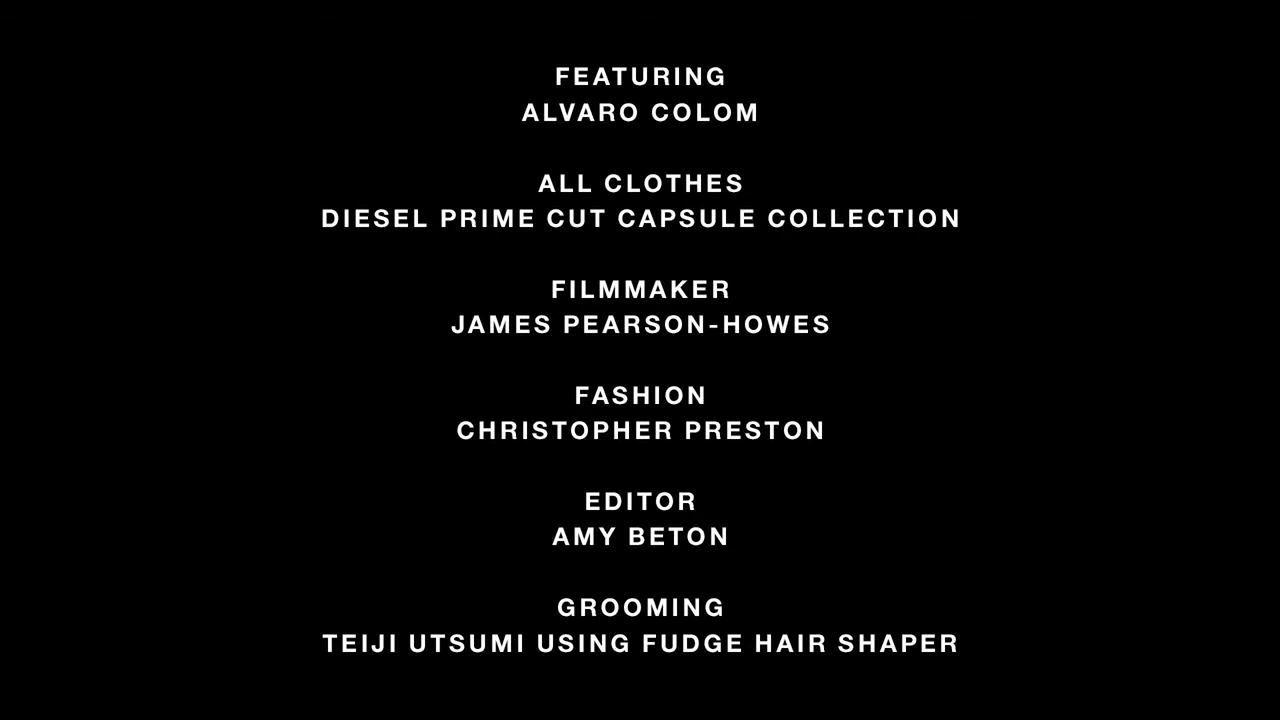 FEATURING
ALVARO COLOM
ALL CLOTHES
DIESEL PRIME CUT CAPSULE COLLECTION
FILMMAKER
JAMES PEARSON-HOWES
FASHION
CHRISTOPHER PRESTON
EDITOR
AMY BETON
GROOMING
TEIJI UTSUMI USING FUDGE HAIR SHAPER